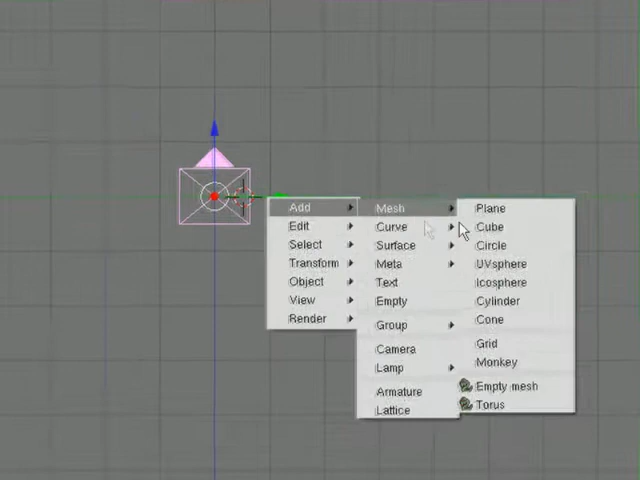 Add
Edit
Select
Transform
Object
View
Render
Mesh
Curve
Surface
Meta
Text
Empty
Group
Camera
Lamp
Armature
Lattice
Plane
Cube
Circle
UVsphere
Icosphere
Cylinder
Cone
Grid
Monkey
Empty mesh
Torus